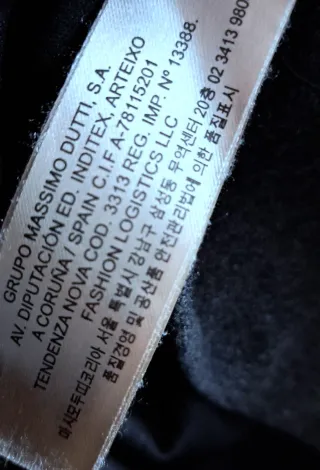 GRUPO MASSIMO DUTTI, S.A.
AV. DIPUTACIÓN ED. INDITEX, ARTEIXO
A CORUÑA / SPAIN C.I.F A-78115201
TENDENZA NOVA COD. 3313 REG. IMP. Nº 13388.
FASHION LOGISTICS LLC
마시모두띠코리아 서울 특별시 강남구 삼성동 무역센터 20층 02 3413 980
품질경영 및 공산품 안전관리법에 의한 품질표시